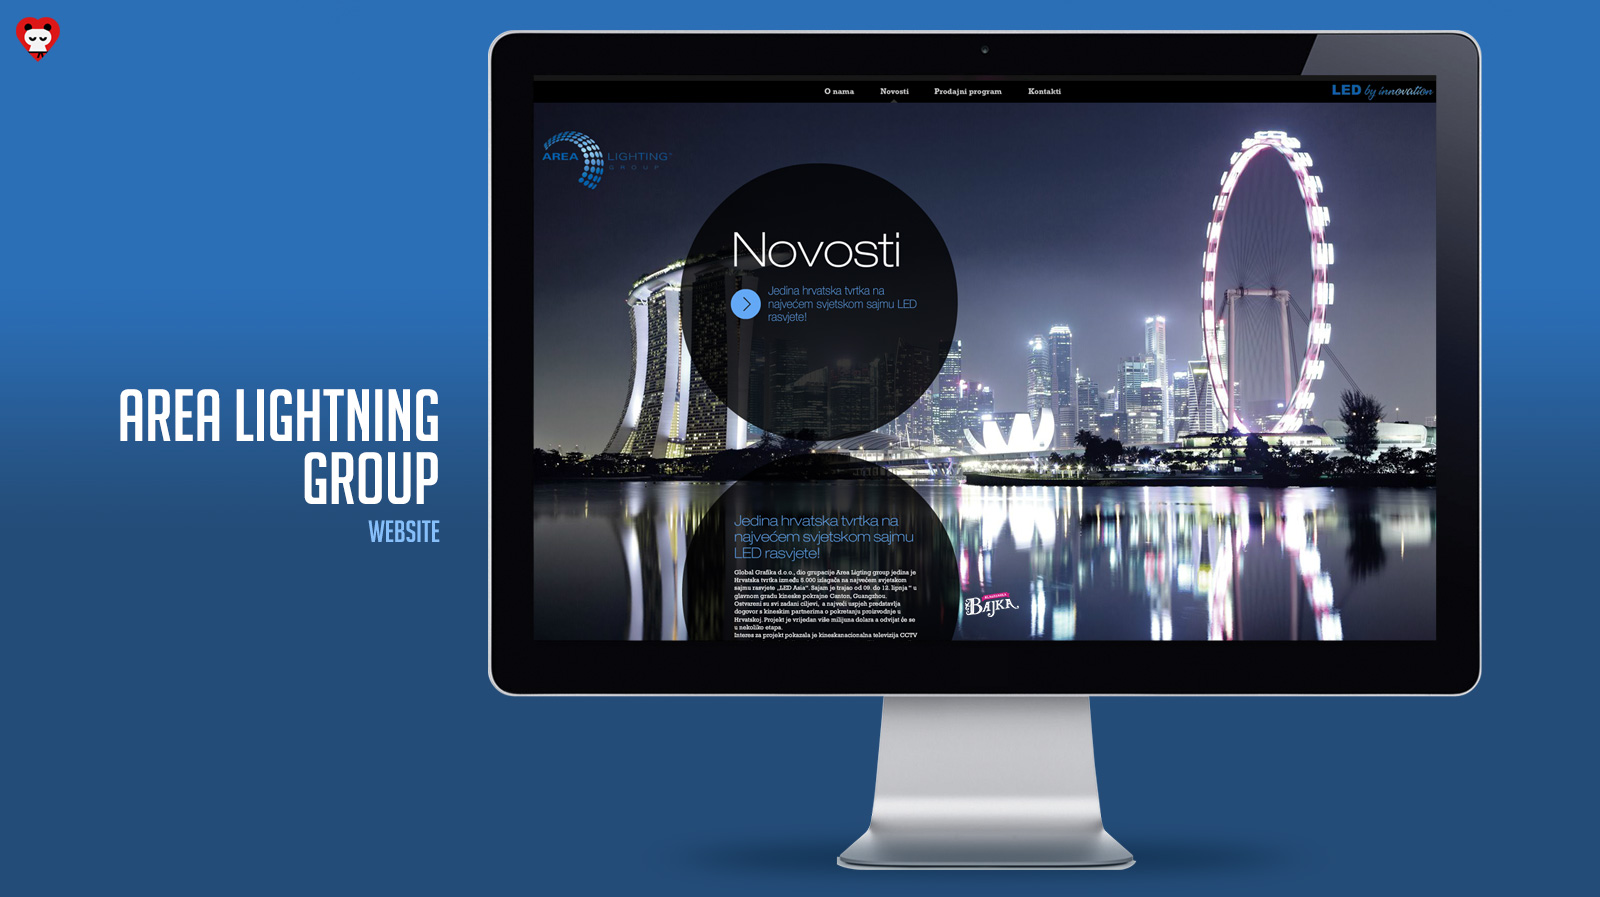 AREA LIGHTNING
GROUP
WEBSITE
O nama Novosti Prodajni program Kontakti
LED by innovation
AREA LIGHTING
GROUP
Novosti
Jedina hrvatska tvrtka na
najvećem svjetskom sajmu LED
rasvjete!
Jedina hrvatska tvrtka na
najvećem svjetskom sajmu
LED rasvjete!
Global Grafika d.o.o., dio grupacije Area Ligting group jedina je
Hrvatska tvrtka između 5.000 izlagača na najvećem svjetskom
sajmu rasvjete „LED Asia“. Sajam je trajao od 09. do 12. lipnja " u
glavnom gradu kineske pokrajne Canton, Guangzhou.
Ostvareni su svi zadani ciljevi, a najveći uspjeh predstavlja
dogovor s kineskim partnerima o pokretanju proizvodnje u
Hrvatskoj. Projekt je vrijedan više milijuna dolara a odvijat će se
u nekoliko etapa.
Interes za projekt pokazala je kineskanacionalna televizija CCTV
BAJKA